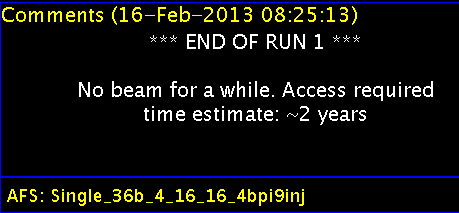 Comments (16-Feb-2013 08:25:13)
*** END OF RUN 1 ***
No beam for a while. Access required
time estimate: ~2 years
AFS: Single_36b_4_16_16_4bpi9inj